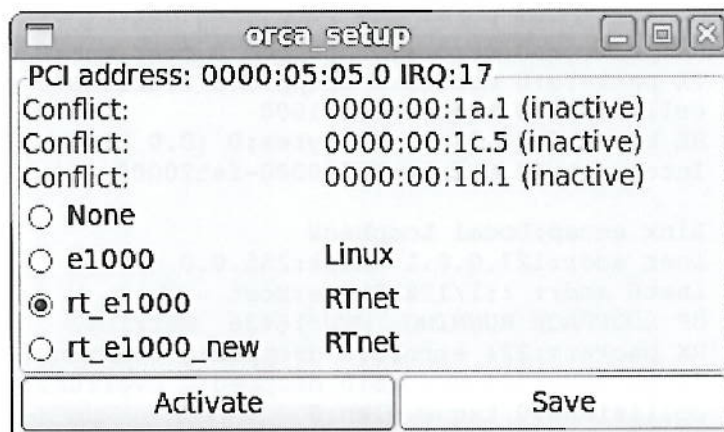 orca_setup
PCI address: 0000:05:05.0 IRQ:17
Conflict: 0000:00:1a.1 (inactive)
Conflict: 0000:00:1c.5 (inactive)
Conflict: 0000:00:1d.1 (inactive)
None
e1000 Linux
rt_e1000 RTnet
rt_e1000_new RTnet
Activate Save